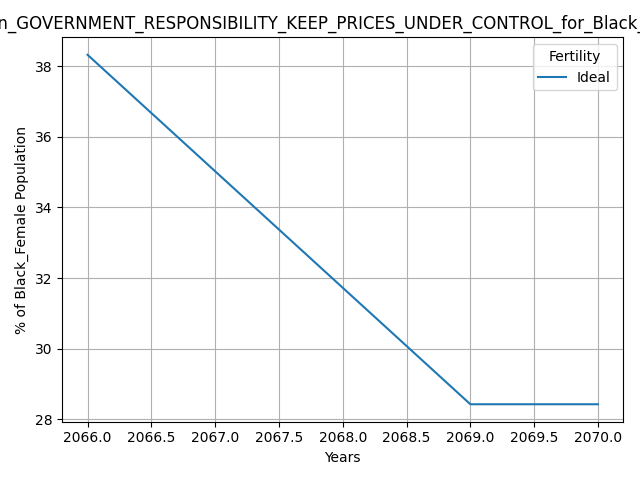 n_GOVERNMENT_RESPONSIBILITY_KEEP_PRICES_UNDER_CONTROL_for_Black_
Fertility
Ideal
38
36
34
32
30
28
% of Black_Female Population
2066.0 2066.5 2067.0 2067.5 2068.0 2068.5 2069.0 2069.5 2070.0
Years